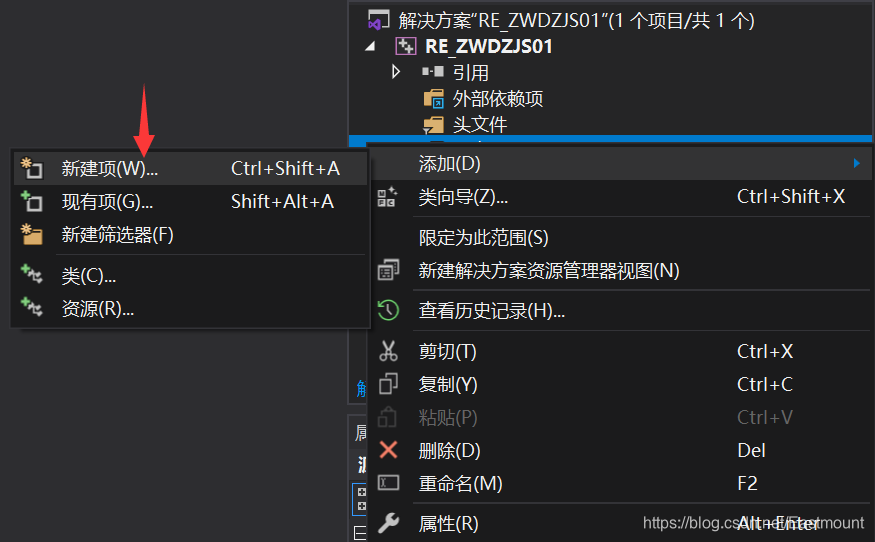 解决方案"RE_ZWDZJS01"(1 个项目/共 1 个)
RE_ZWDZJS01
引用
外部依赖项
头文件
新建项(W)... Ctrl+Shift+A
现有项(G)... Shift+Alt+A
新建筛选器(F)
类(C)...
资源(R)...
添加(D)
类向导(Z)... Ctrl+Shift+X
限定为此范围(S)
新建解决方案资源管理器视图(N)
查看历史记录(H)...
剪切(T) Ctrl+X
复制(Y) Ctrl+C
粘贴(P) Ctrl+V
删除(D) Del
重命名(M) F2
属性(R) Alt+Enter
https://blog.csdn.net/Eastmount